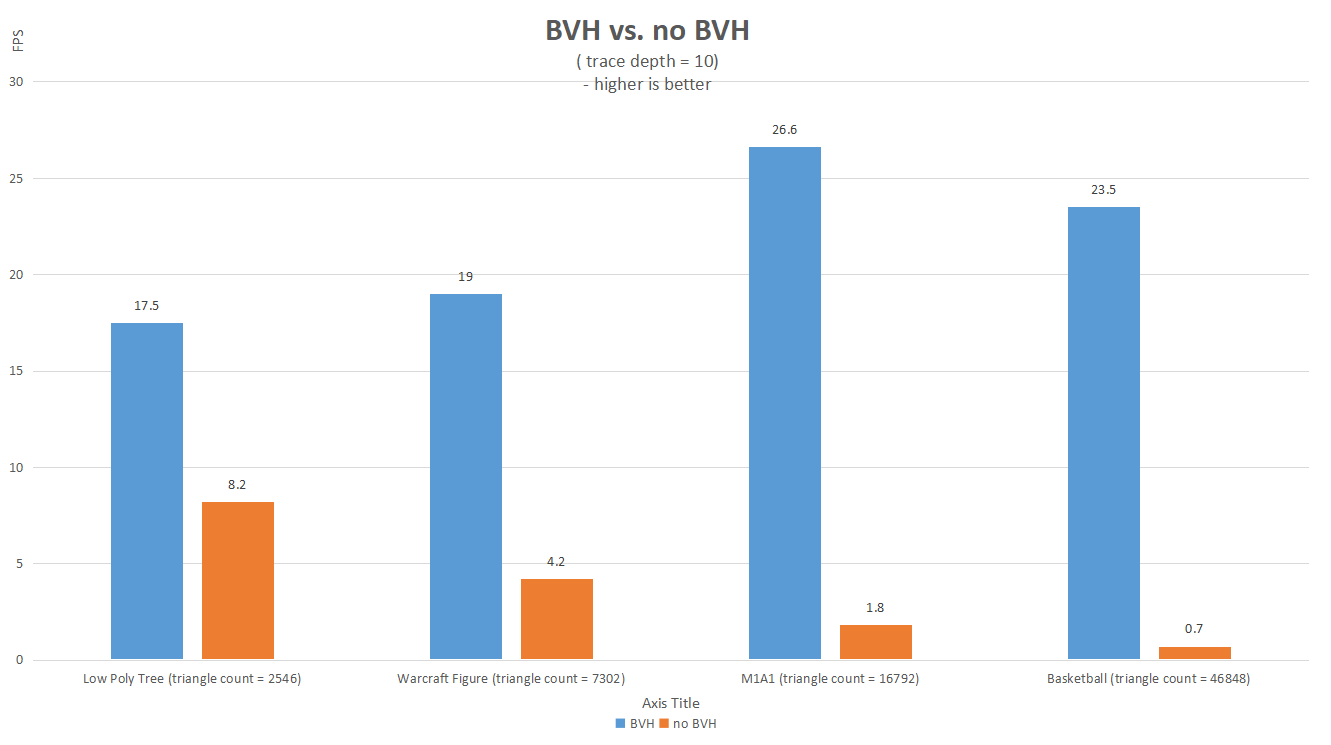 BVH vs. no BVH
( trace depth = 10)
- higher is better
FPS
30
25
20
15
10
5
0
17.5
8.2
19
4.2
26.6
1.8
23.5
0.7
Low Poly Tree (triangle count = 2546)
Warcraft Figure (triangle count = 7302)
M1A1 (triangle count = 16792)
Basketball (triangle count = 46848)
Axis Title
BVH no BVH